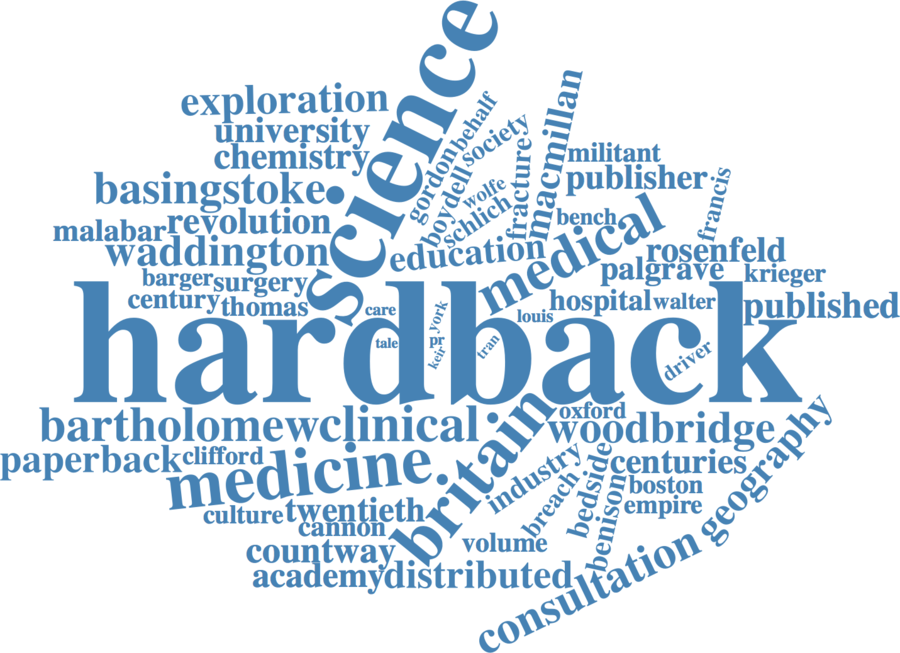 science
exploration
behalf
gordon
macmillan
university
society
chemistry
boydell
fracture
militant
basingstoke
wolfe
publisher
schlich
francis
revolution
bench
malabar
medical
waddington
education
rosenfeld
palgrave
krieger
barger
surgery
century
thomas
care
york
louis
hospital
walter
published
hardback
tale
pr
keir
tran
driver
bartholomew
clinical
britain
oxford
woodbridge
geography
paperback
clifford
medicine
industry
centuries
bedside
breach
boston
culture
twentieth
benison
empire
cannon
countway
volume
academy
distributed
consultation